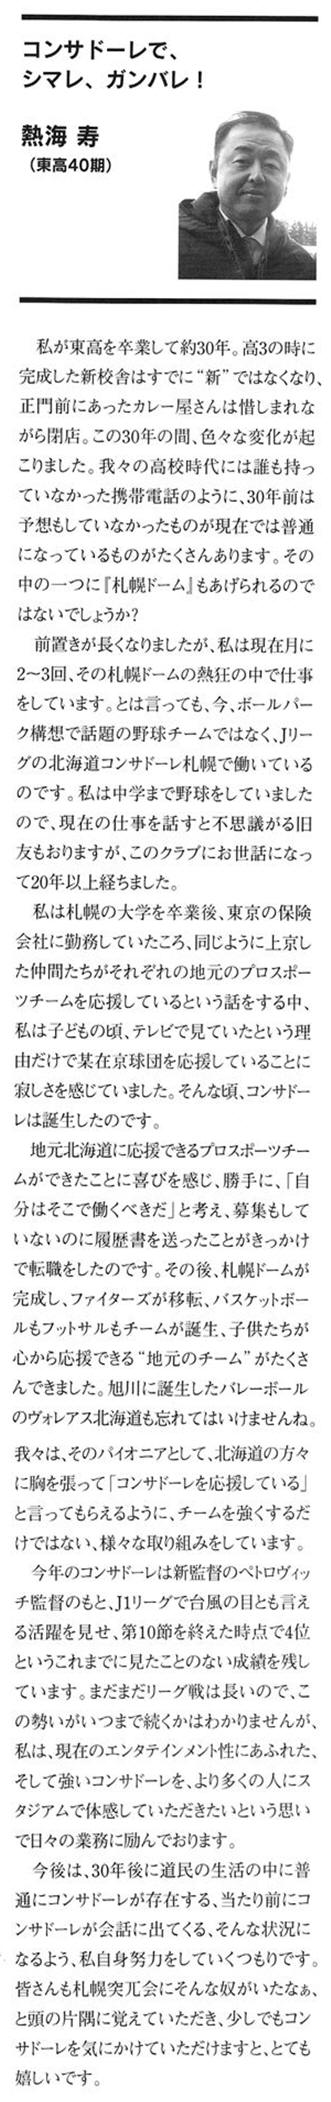 コンサドーレで、
シマレ、ガンバレ！
熱海 寿
（東高40期）
私が東高を卒業して約30年。高3の時に
完成した新校舎はすでに“新”ではなくなり、
正門前にあったカレー屋さんは惜しまれな
がら閉店。この30年の間、色々な変化が起
こりました。我々の高校時代には誰も持っ
ていなかった携帯電話のように、30年前は
予想もしていなかったものが現在では普通
になっているものがたくさんあります。その
中の一つに『札幌ドーム』もあげられるので
はないでしょうか?
前置きが長くなりましたが、私は現在月に
2〜3回、その札幌ドームの熱狂の中で仕事
をしています。とは言っても、今、ボールパー
ク構想で話題の野球チームではなく、Jリー
グの北海道コンサドーレ札幌で働いている
のです。私は中学まで野球をしていました
ので、現在の仕事を話すと不思議がる旧
友もおりますが、このクラブにお世話になっ
て20年以上経ちました。
私は札幌の大学を卒業後、東京の保険
会社に勤務していたころ、同じように上京し
た仲間たちがそれぞれの地元のプロスポー
ツチームを応援しているという話をする中、
私は子どもの頃、テレビで見ていたという理
由だけで某在京球団を応援していることに
寂しさを感じていました。そんな頃、コンサドー
レは誕生したのです。
地元北海道に応援できるプロスポーツチー
ムができたことに喜びを感じ、勝手に、「自
分はそこで働くべきだ」と考え、募集もして
いないのに履歴書を送ったことがきっかけ
で転職をしたのです。その後、札幌ドームが
完成し、ファイターズが移転、バスケットボー
ルもフットサルもチームが誕生、子供たちが
心から応援できる“地元のチーム”がたくさ
んできました。旭川に誕生したバレーボール
のヴォレアス北海道も忘れてはいけませんね。
我々は、そのパイオニアとして、北海道の方々
に胸を張って「コンサドーレを応援している」
と言ってもらえるように、チームを強くするだ
けではない、様々な取り組みをしています。
今年のコンサドーレは新監督のペトロヴィッ
チ監督のもと、J1リーグで台風の目とも言え
る活躍を見せ、第10節を終えた時点で4位
というこれまでに見たことのない成績を残し
ています。まだまだリーグ戦は長いので、こ
の勢いがいつまで続くかはわかりませんが、
私は、現在のエンタテインメント性にあふれた、
そして強いコンサドーレを、より多くの人にス
タジアムで体感していただきたいという思い
で日々の業務に励んでおります。
今後は、30年後に道民の生活の中に普
通にコンサドーレが存在する、当たり前にコ
ンサドーレが会話に出てくる、そんな状況に
なるよう、私自身努力をしていくつもりです。
皆さんも札幌突兀会にそんな奴がいたなぁ、
と頭の片隅に覚えていただき、少しでもコン
サドーレを気にかけていただけますと、とても
嬉しいです。